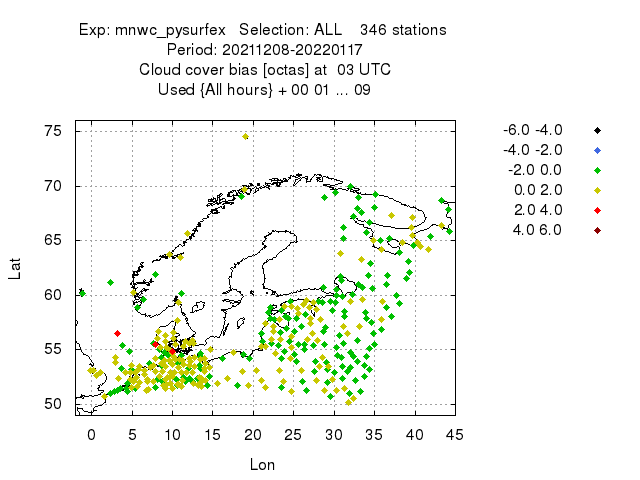 Exp: mnwc_pysurfex Selection: ALL 346 stations
Period: 20211208-20220117
Cloud cover bias [octas] at 03 UTC
Used {All hours} + 00 01 ... 09
-6.0 -4.0
-4.0 -2.0
-2.0 0.0
0.0 2.0
2.0 4.0
4.0 6.0
Lat
75
70
65
60
55
50
0 5 10 15 20 25 30 35 40 45
Lon